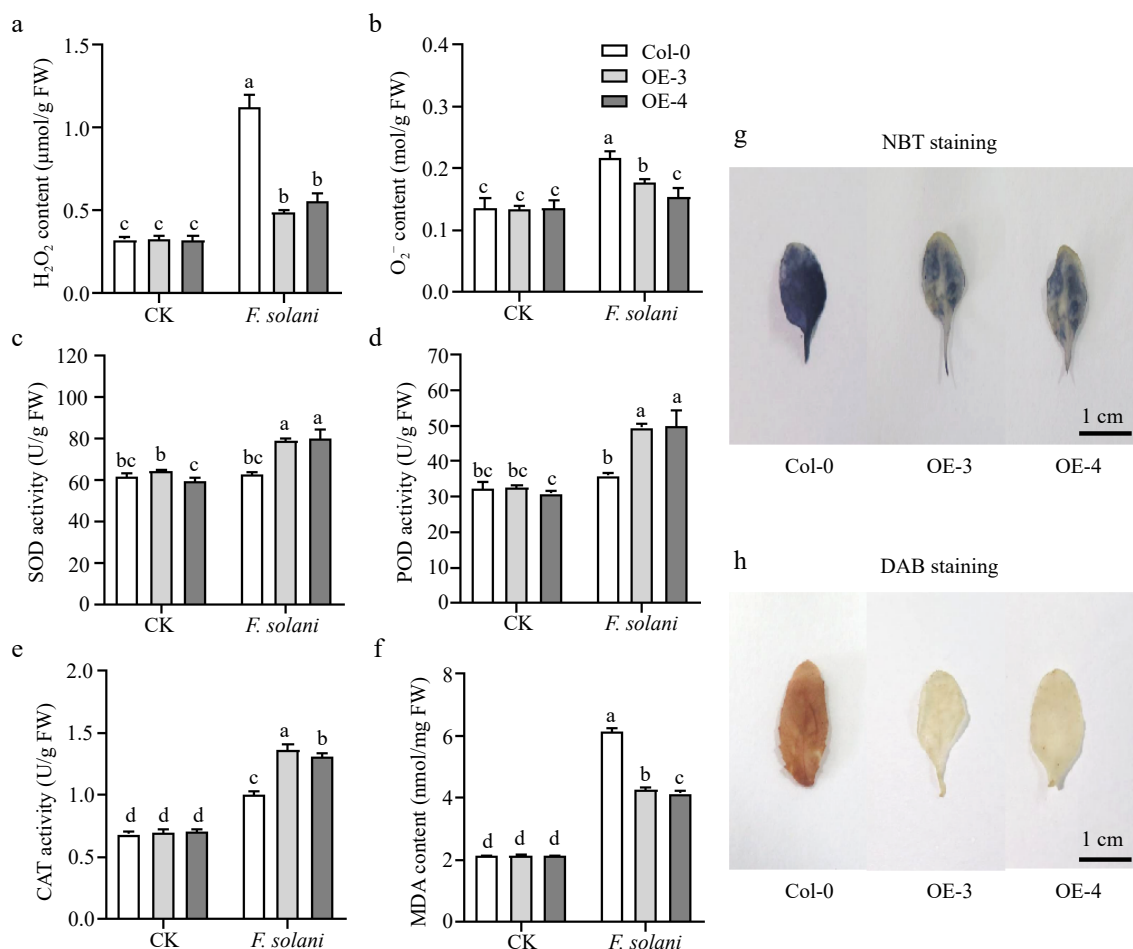 a
H₂O₂ content (μmol/g FW)
1.5
1.0
0.5
0.0
c
c
c
a
b
b
CK
F. solani
b
O₂⁻ content (mol/g FW)
0.4
0.3
0.2
0.1
0.0
Col-0
OE-3
OE-4
c
c
c
a
b
c
CK
F. solani
c
SOD activity (U/g FW)
120
100
80
60
40
20
0
bc
b
c
bc
a
a
CK
F. solani
d
POD activity (U/g FW)
70
60
50
40
30
20
10
0
bc
bc
c
b
a
a
CK
F. solani
e
CAT activity (U/g FW)
2.0
1.5
1.0
0.5
0.0
d
d
d
c
a
b
CK
F. solani
f
MDA content (nmol/mg FW)
8
6
4
2
0
d
d
d
a
b
c
CK
F. solani
g
NBT staining
1 cm
Col-0
OE-3
OE-4
h
DAB staining
1 cm
Col-0
OE-3
OE-4